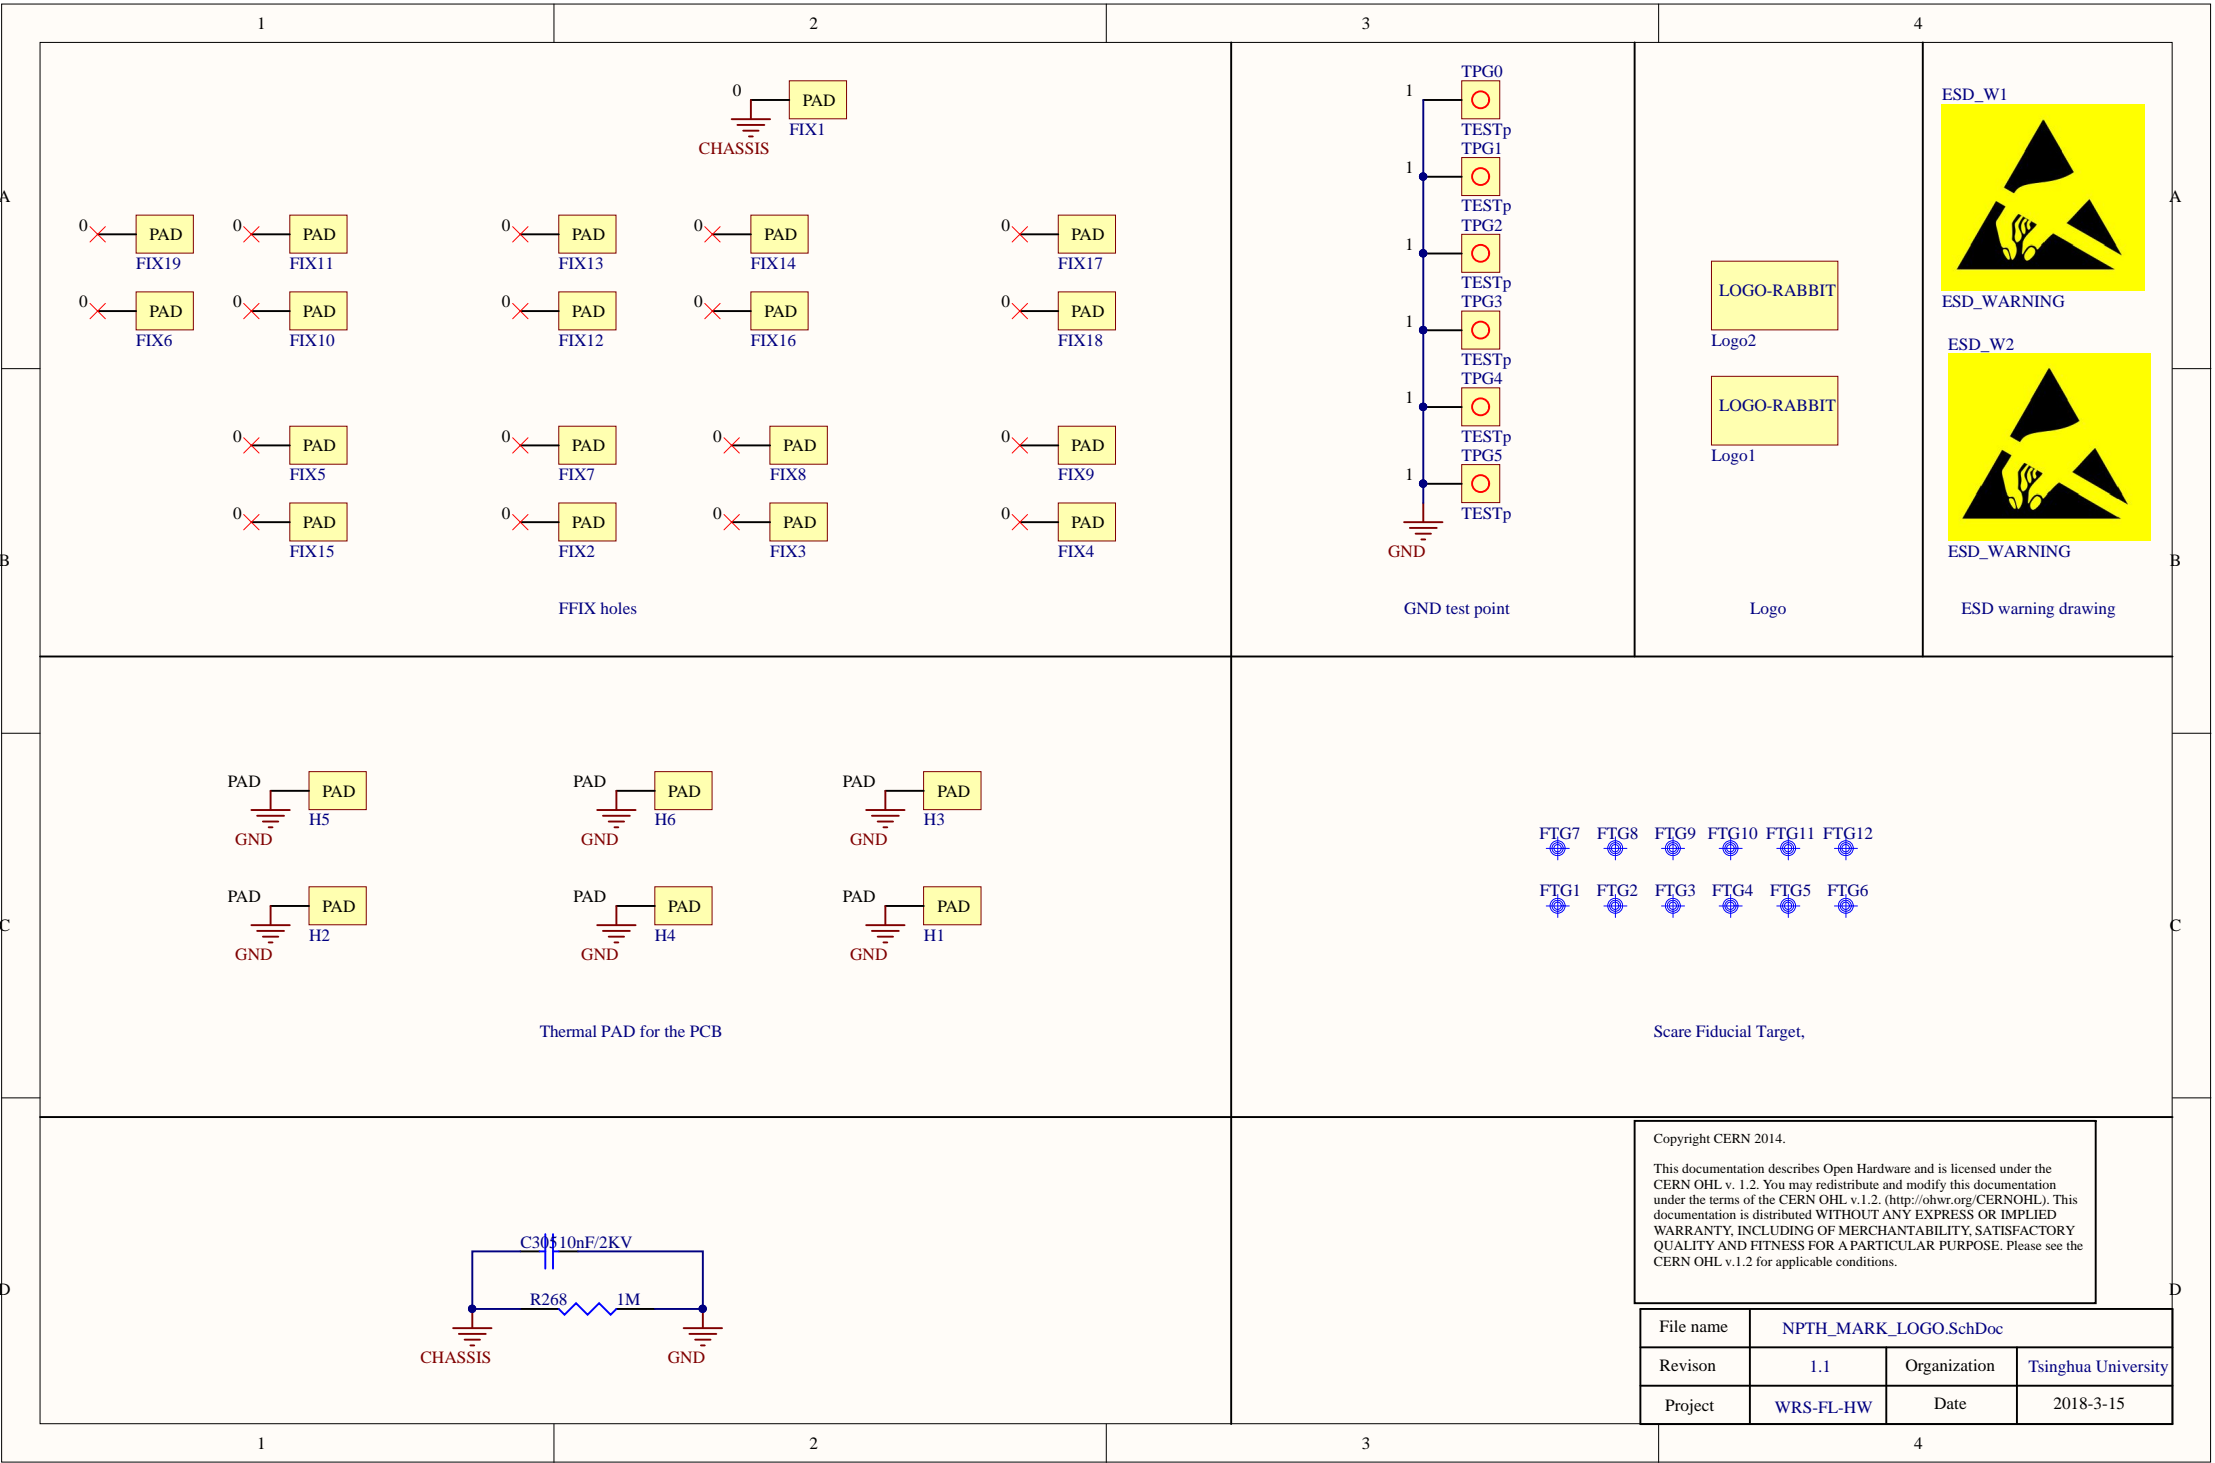 1 2 3 4
A A
B B
C C
D D
0 PAD
FIX1
CHASSIS
0 PAD 0 PAD 0 PAD 0 PAD 0 PAD
FIX19 FIX11 FIX13 FIX14 FIX17
0 PAD 0 PAD 0 PAD 0 PAD 0 PAD
FIX6 FIX10 FIX12 FIX16 FIX18
0 PAD 0 PAD 0 PAD 0 PAD
FIX5 FIX7 FIX8 FIX9
0 PAD 0 PAD 0 PAD 0 PAD
FIX15 FIX2 FIX3 FIX4
FFIX holes
TPG0
1
TESTp
TPG1
1
TESTp
TPG2
1
TESTp
TPG3
1
TESTp
TPG4
1
TESTp
TPG5
1
TESTp
GND
GND test point
LOGO-RABBIT
Logo2
LOGO-RABBIT
Logo1
Logo
ESD_W1
ESD_WARNING
ESD_W2
ESD_WARNING
ESD warning drawing
PAD PAD PAD PAD PAD PAD
H5 H6 H3
GND GND GND
PAD PAD PAD PAD PAD PAD
H2 H4 H1
GND GND GND
Thermal PAD for the PCB
FTG7 FTG8 FTG9 FTG10 FTG11 FTG12
FTG1 FTG2 FTG3 FTG4 FTG5 FTG6
Scare Fiducial Target,
C305 10nF/2KV
R268 1M
CHASSIS GND
Copyright CERN 2014.
This documentation describes Open Hardware and is licensed under the
CERN OHL v. 1.2. You may redistribute and modify this documentation
under the terms of the CERN OHL v.1.2. (http://ohwr.org/CERNOHL). This
documentation is distributed WITHOUT ANY EXPRESS OR IMPLIED
WARRANTY, INCLUDING OF MERCHANTABILITY, SATISFACTORY
QUALITY AND FITNESS FOR A PARTICULAR PURPOSE. Please see the
CERN OHL v.1.2 for applicable conditions.
File name NPTH_MARK_LOGO.SchDoc
Revison 1.1 Organization Tsinghua University
Project WRS-FL-HW Date 2018-3-15
1 2 3 4